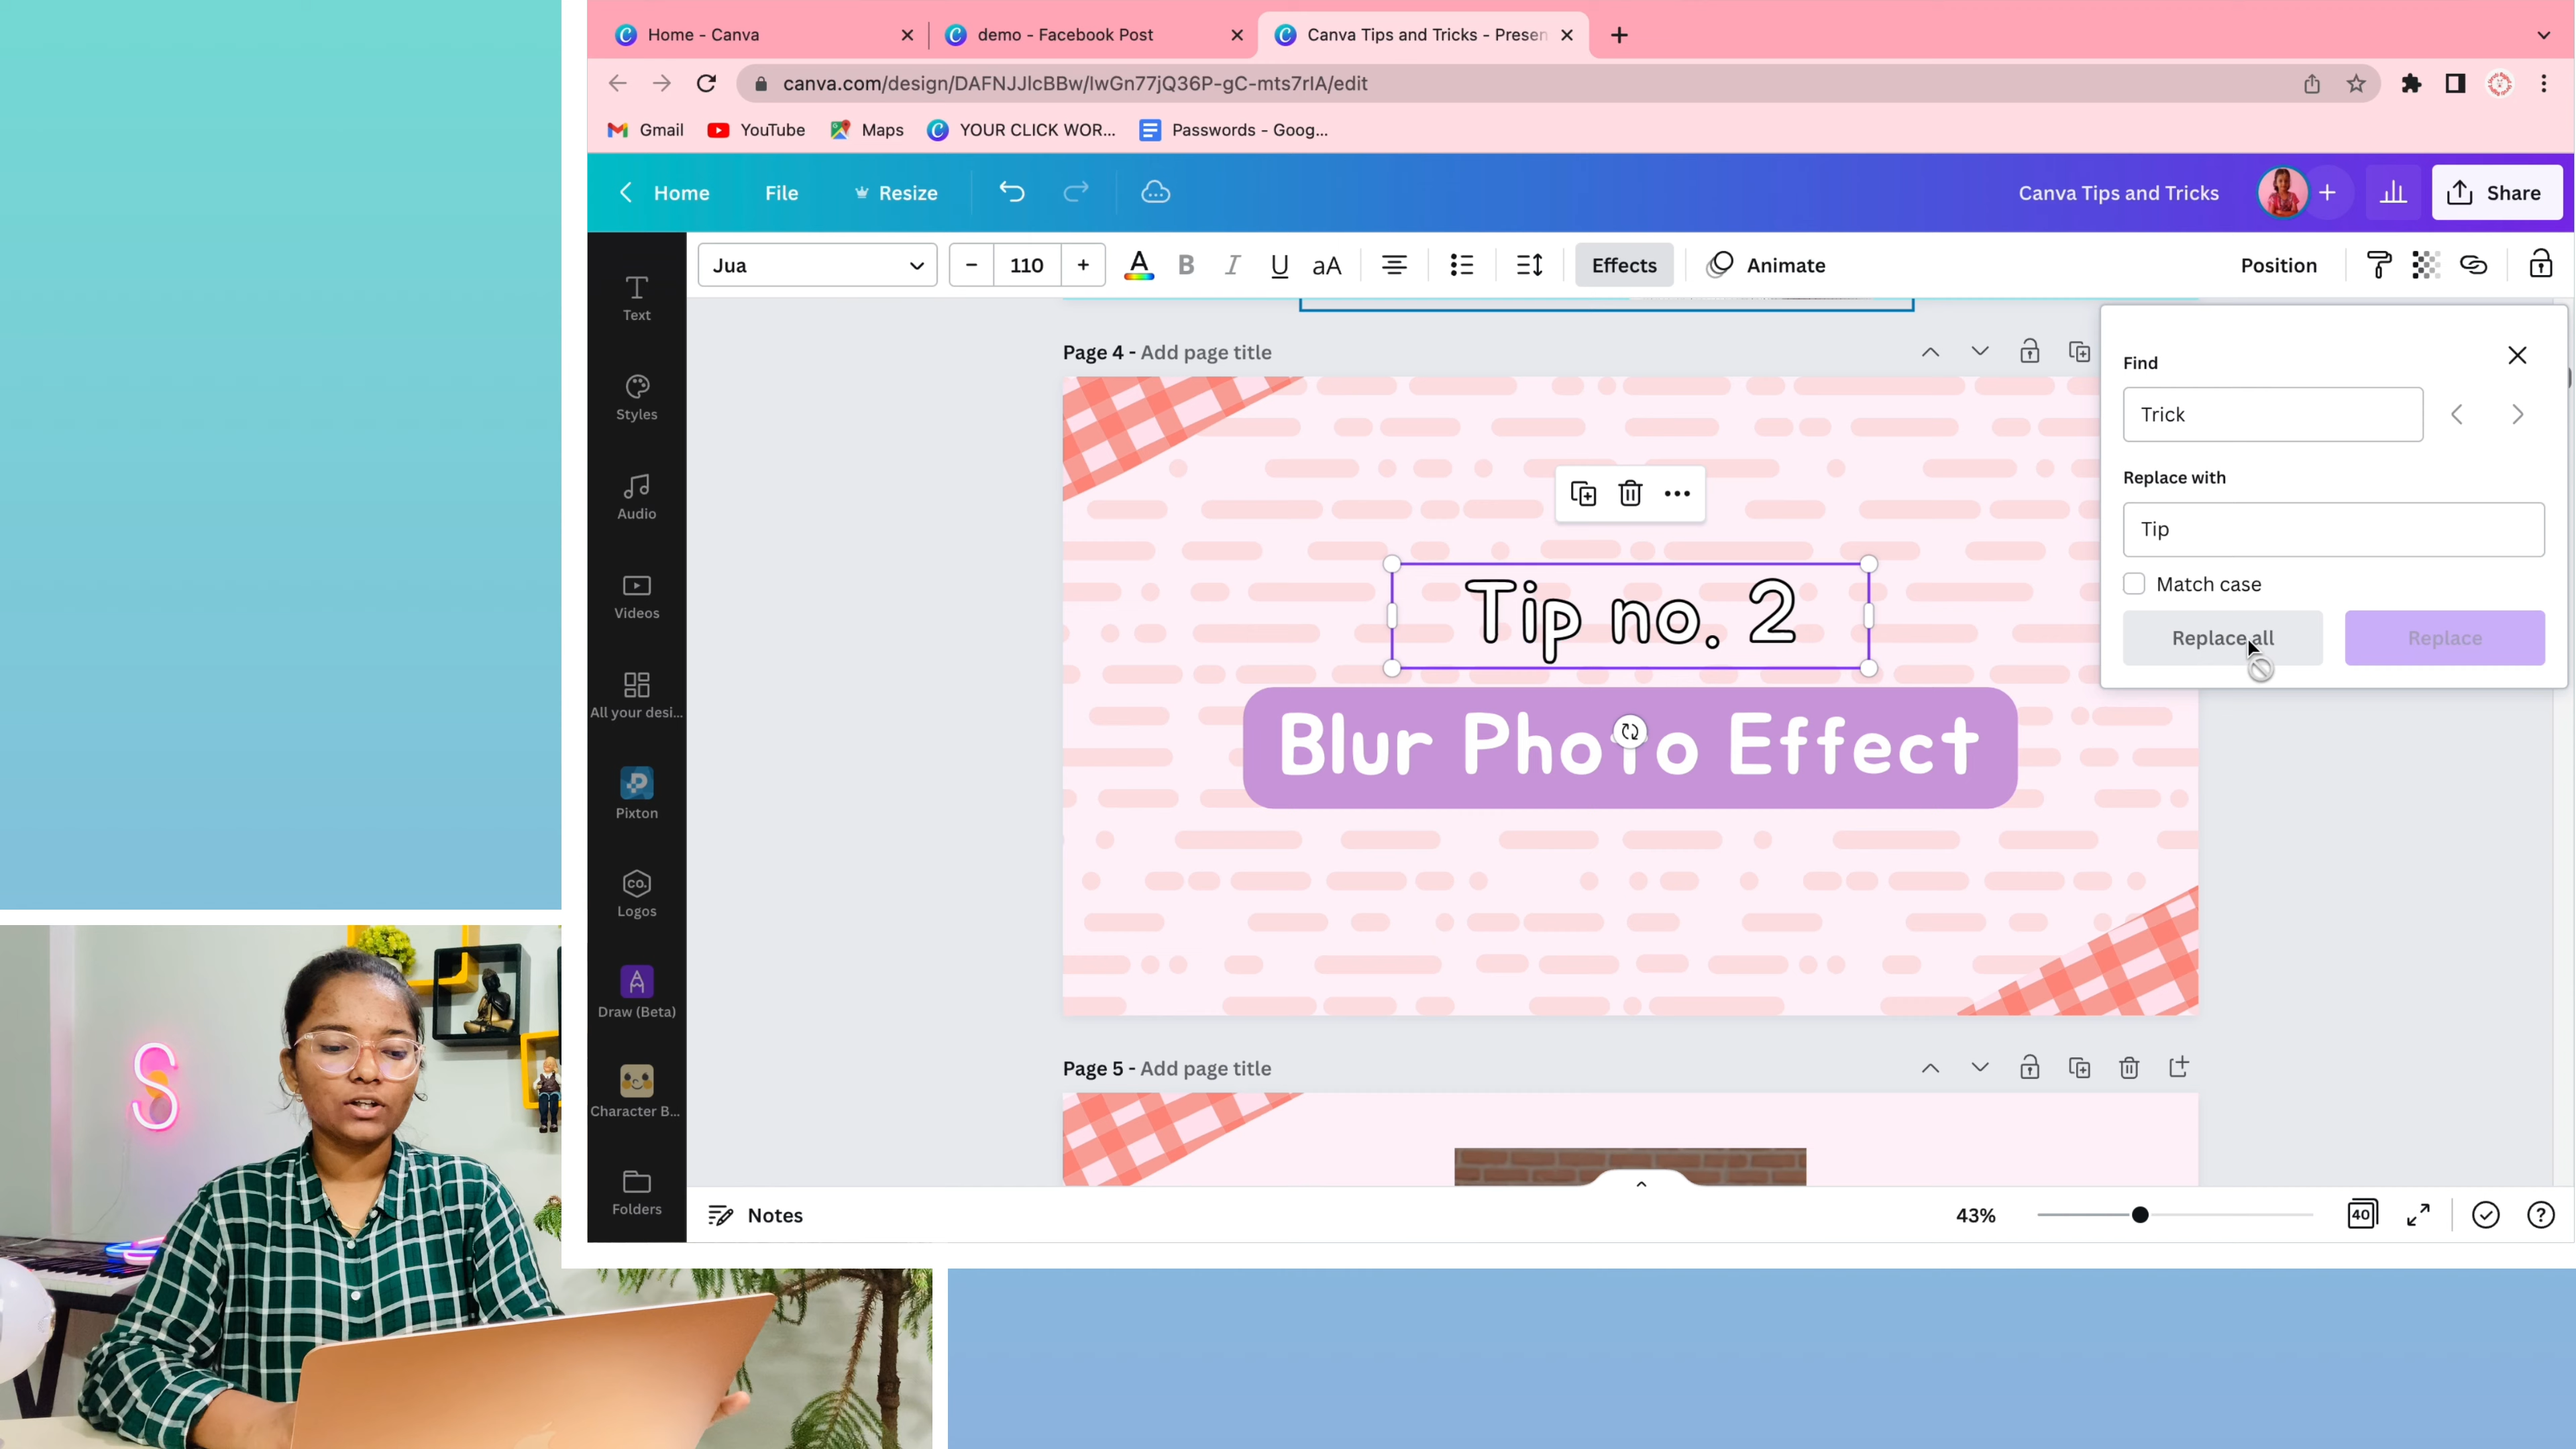 Home - Canva
demo - Facebook Post
Canva Tips and Tricks - Presen
canva.com/design/DAFNJJlcBBw/lwGn77jQ36P-gC-mts7rIA/edit
Gmail
YouTube
Maps
YOUR CLICK WOR...
Passwords - Goog...
Home
File
Resize
Canva Tips and Tricks
Share
Jua
110
A
B
I
U
aA
Effects
Animate
Position
Text
Styles
Audio
Videos
All your desi...
Pixton
CO.
Logos
Draw (Beta)
Character B...
Folders
Page 4 - Add page title
Tip no. 2
Blur Photo Effect
Find
Trick
Replace with
Tip
Match case
Replace all
Replace
Page 5 - Add page title
Notes
43%
40
S